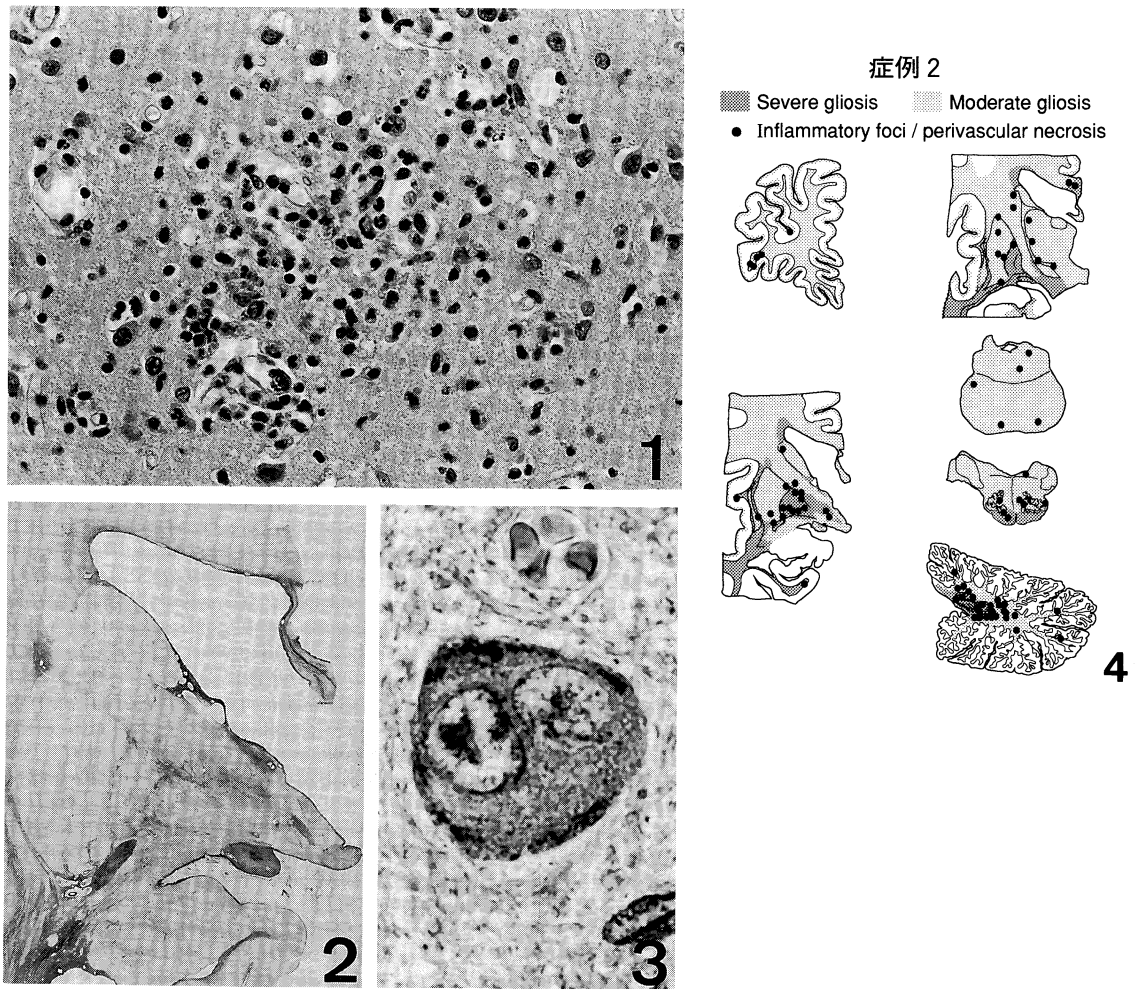 1
症例 2
Severe gliosis
Moderate gliosis
Inflammatory foci / perivascular necrosis
2
3
4